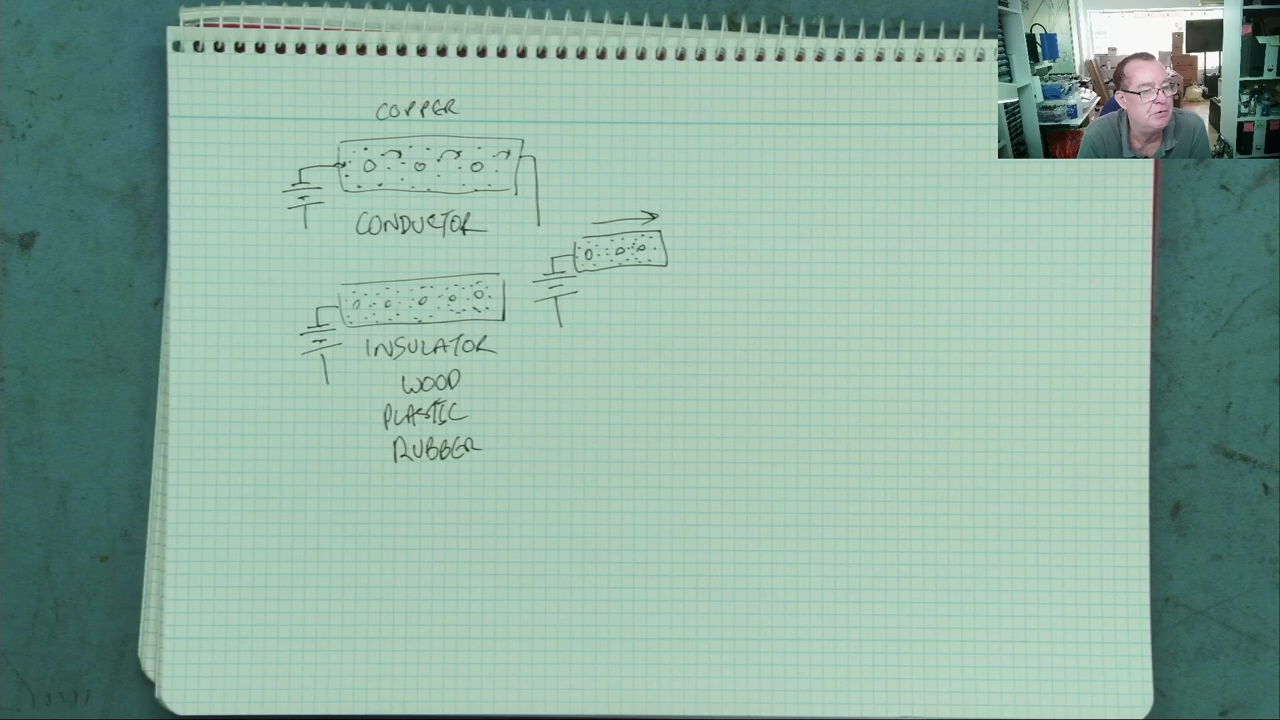 COPPER
CONDUCTOR
INSULATOR
WOOD
PLASTIC
RUBBER